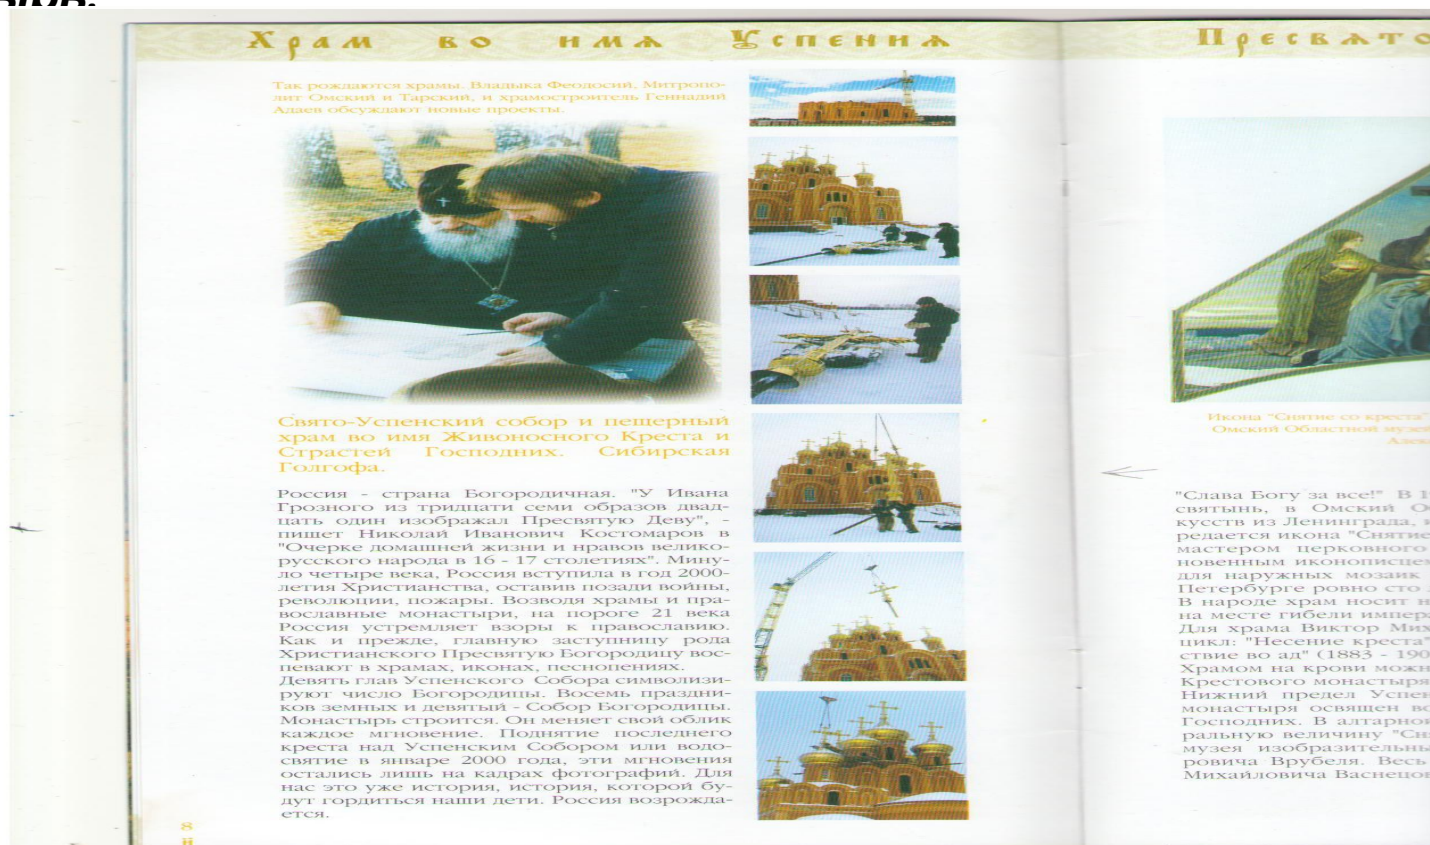 Храм во имя Успения Пресвято
Так рождаются храмы. Владыка Феодосий, Митропо-
лит Омский и Тарский, и храмостроитель Геннадий
Адаев обсуждают новые проекты.
Свято-Успенский собор и пещерный
храм во имя Живоносного Креста и
Страстей Господних. Сибирская
Голгофа.
Россия - страна Богородичная. "У Ивана
Грозного из тридцати семи образов двад-
цать один изображал Пресвятую Деву", -
пишет Николай Иванович Костомаров в
"Очерке домашней жизни и нравов велико-
русского народа в 16 - 17 столетиях". Мину-
ло четыре века, Россия вступила в год 2000-
летия Христианства, оставив позади войны,
революции, пожары. Возводя храмы и пра-
вославные монастыри, на пороге 21 века
Россия устремляет взоры к православию.
Как и прежде, главную заступницу рода
Христианского Пресвятую Богородицу вос-
певают в храмах, иконах, песнопениях.
Девять глав Успенского Собора символизи-
руют число Богородицы. Восемь праздни-
ков земных и девятый - Собор Богородицы.
Монастырь строится. Он меняет свой облик
каждое мгновение. Поднятие последнего
креста над Успенским Собором или водо-
святие в январе 2000 года, эти мгновения
остались лишь на кадрах фотографий. Для
нас это уже история, история, которой бу-
дут гордиться наши дети. Россия возрожда-
ется.
8
Икона "Снятие со креста"
Омский Областной музей
"Слава Богу за все!" В 1
святынь, в Омский О
кусств из Ленинграда,
редается икона "Снятие
мастером церковного
новенным иконописцем
для наружных мозаик
Петербурге ровно сто
В народе храм носит н
на месте гибели импера
Для храма Виктор Мих
цикл: "Несение креста"
ствие во ад" (1883 - 190
Храмом на крови можн
Крестового монастыря
Нижний предел Успен
монастыря освящен во
Господних. В алтарной
ральную величину "Сня
музея изобразительны
ровича Врубеля. Весь
Михайловича Васнецов